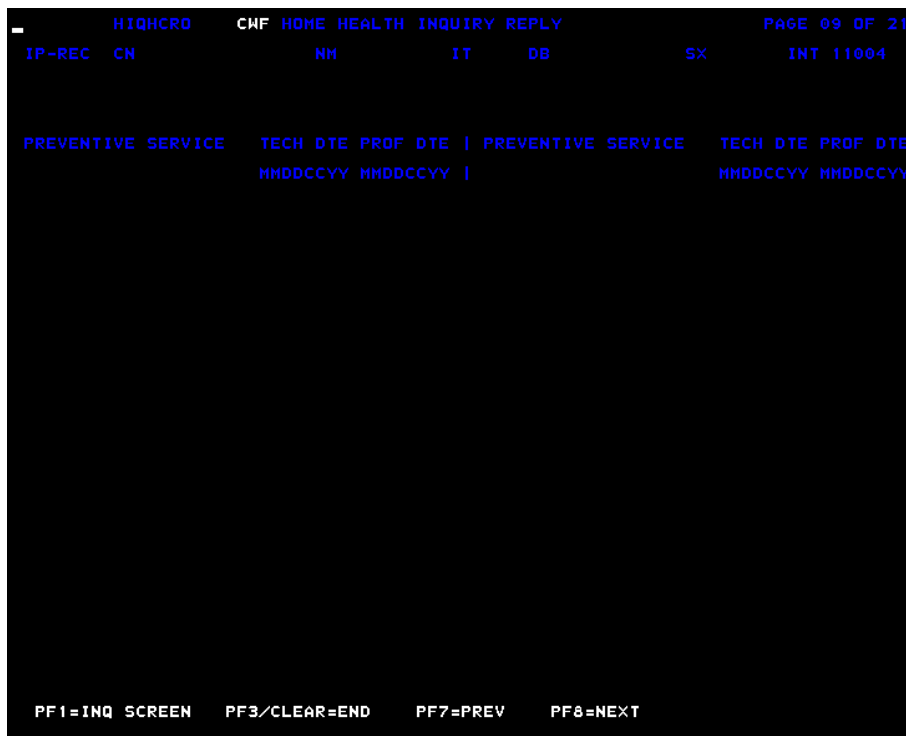 HIQHCRO CWF HOME HEALTH INQUIRY REPLY PAGE 09 OF 21
IP-REC CN NM IT DB SX INT 11004
PREVENTIVE SERVICE TECH DTE PROF DTE | PREVENTIVE SERVICE TECH DTE PROF DTE
MMDDCCYY MMDDCCYY | MMDDCCYY MMDDCCYY
PF1=INQ SCREEN PF3/CLEAR=END PF7=PREV PF8=NEXT